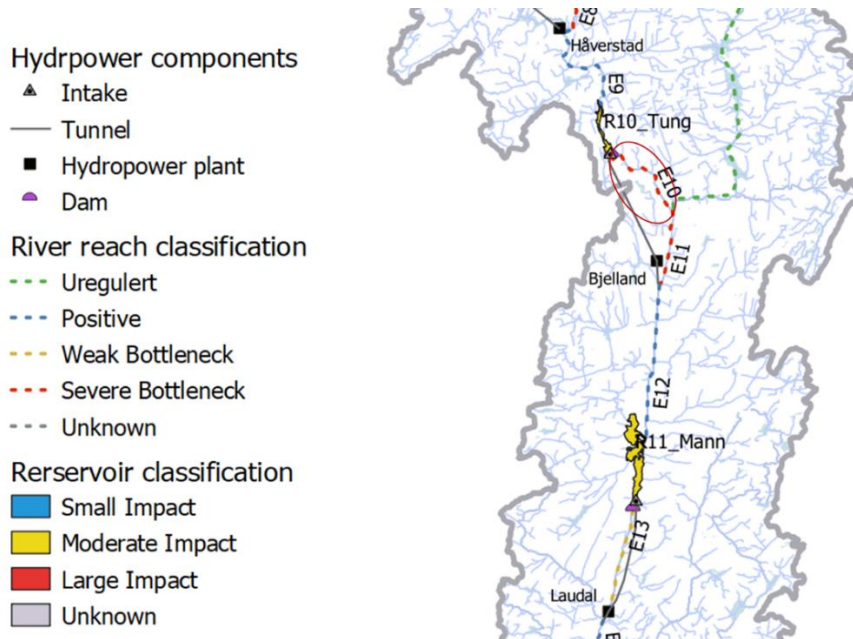 Hydrpower components
Intake
Tunnel
Hydropower plant
Dam
River reach classification
Uregulert
Positive
Weak Bottleneck
Severe Bottleneck
Unknown
Rerservoir classification
Small Impact
Moderate Impact
Large Impact
Unknown
E8
Håverstad
E9
R10_Tung
E10
E11
Bjelland
E12
R11_Mann
E13
Laudal
E